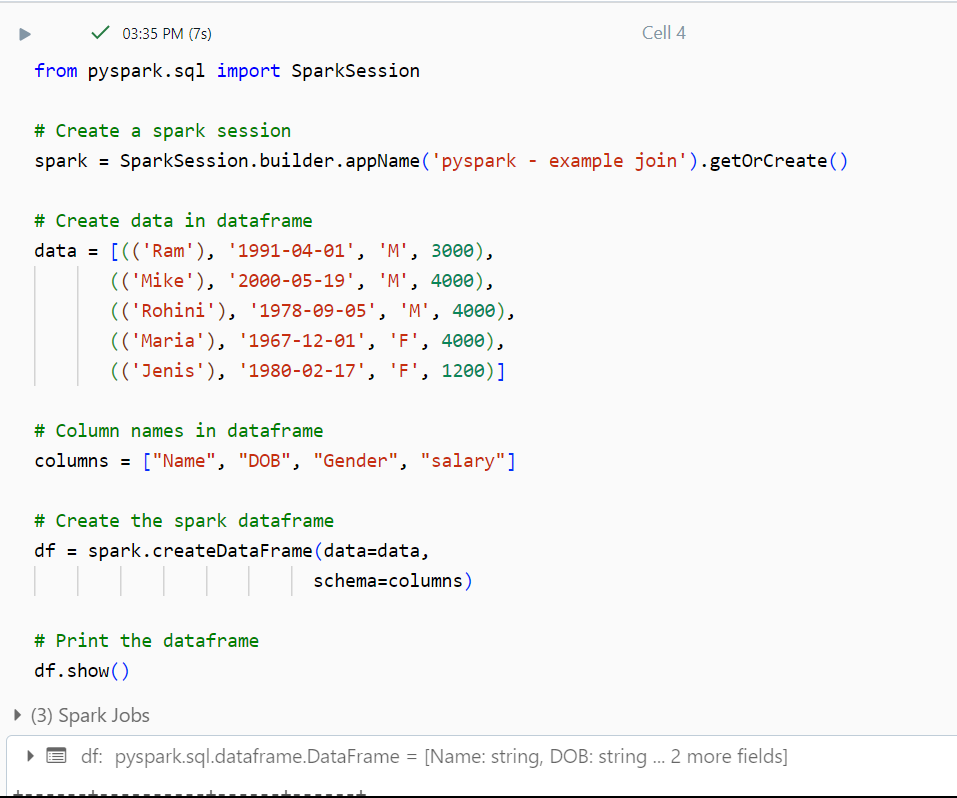 03:35 PM (7s)
Cell 4
from pyspark.sql import SparkSession
# Create a spark session
spark = SparkSession.builder.appName('pyspark - example join').getOrCreate()
# Create data in dataframe
data = [(('Ram'), '1991-04-01', 'M', 3000),
(('Mike'), '2000-05-19', 'M', 4000),
(('Rohini'), '1978-09-05', 'M', 4000),
(('Maria'), '1967-12-01', 'F', 4000),
(('Jenis'), '1980-02-17', 'F', 1200)]
# Column names in dataframe
columns = ["Name", "DOB", "Gender", "salary"]
# Create the spark dataframe
df = spark.createDataFrame(data=data,
schema=columns)
# Print the dataframe
df.show()
(3) Spark Jobs
df: pyspark.sql.dataframe.DataFrame = [Name: string, DOB: string ... 2 more fields]